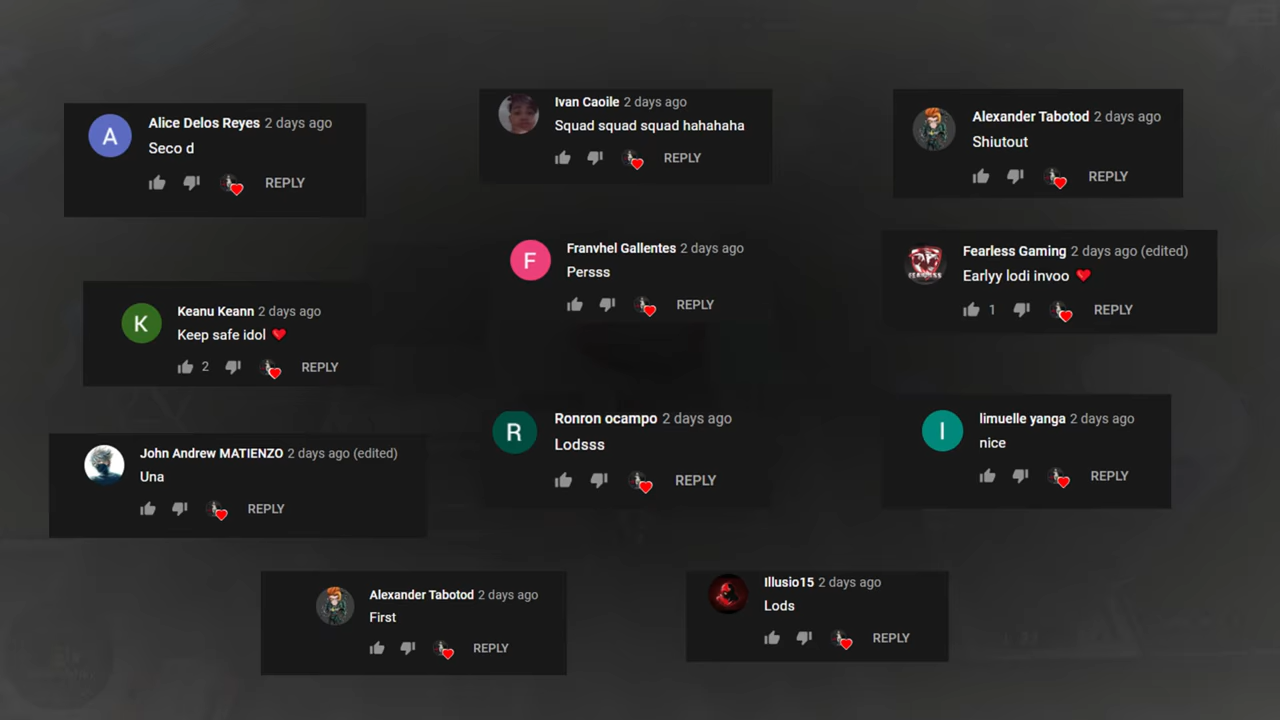 Alice Delos Reyes 2 days ago
Seco d
REPLY
Ivan Caoile 2 days ago
Squad squad squad hahahaha
REPLY
Alexander Tabotod 2 days ago
Shiutout
REPLY
Franvhel Gallentes 2 days ago
Persss
REPLY
Fearless Gaming 2 days ago (edited)
Earlyy lodi invoo
1 REPLY
Keanu Keann 2 days ago
Keep safe idol
2 REPLY
Ronron ocampo 2 days ago
Lodsss
REPLY
limuelle yanga 2 days ago
nice
REPLY
John Andrew MATIENZO 2 days ago (edited)
Una
REPLY
Alexander Tabotod 2 days ago
First
REPLY
Illusio15 2 days ago
Lods
REPLY
A
F
K
R
l